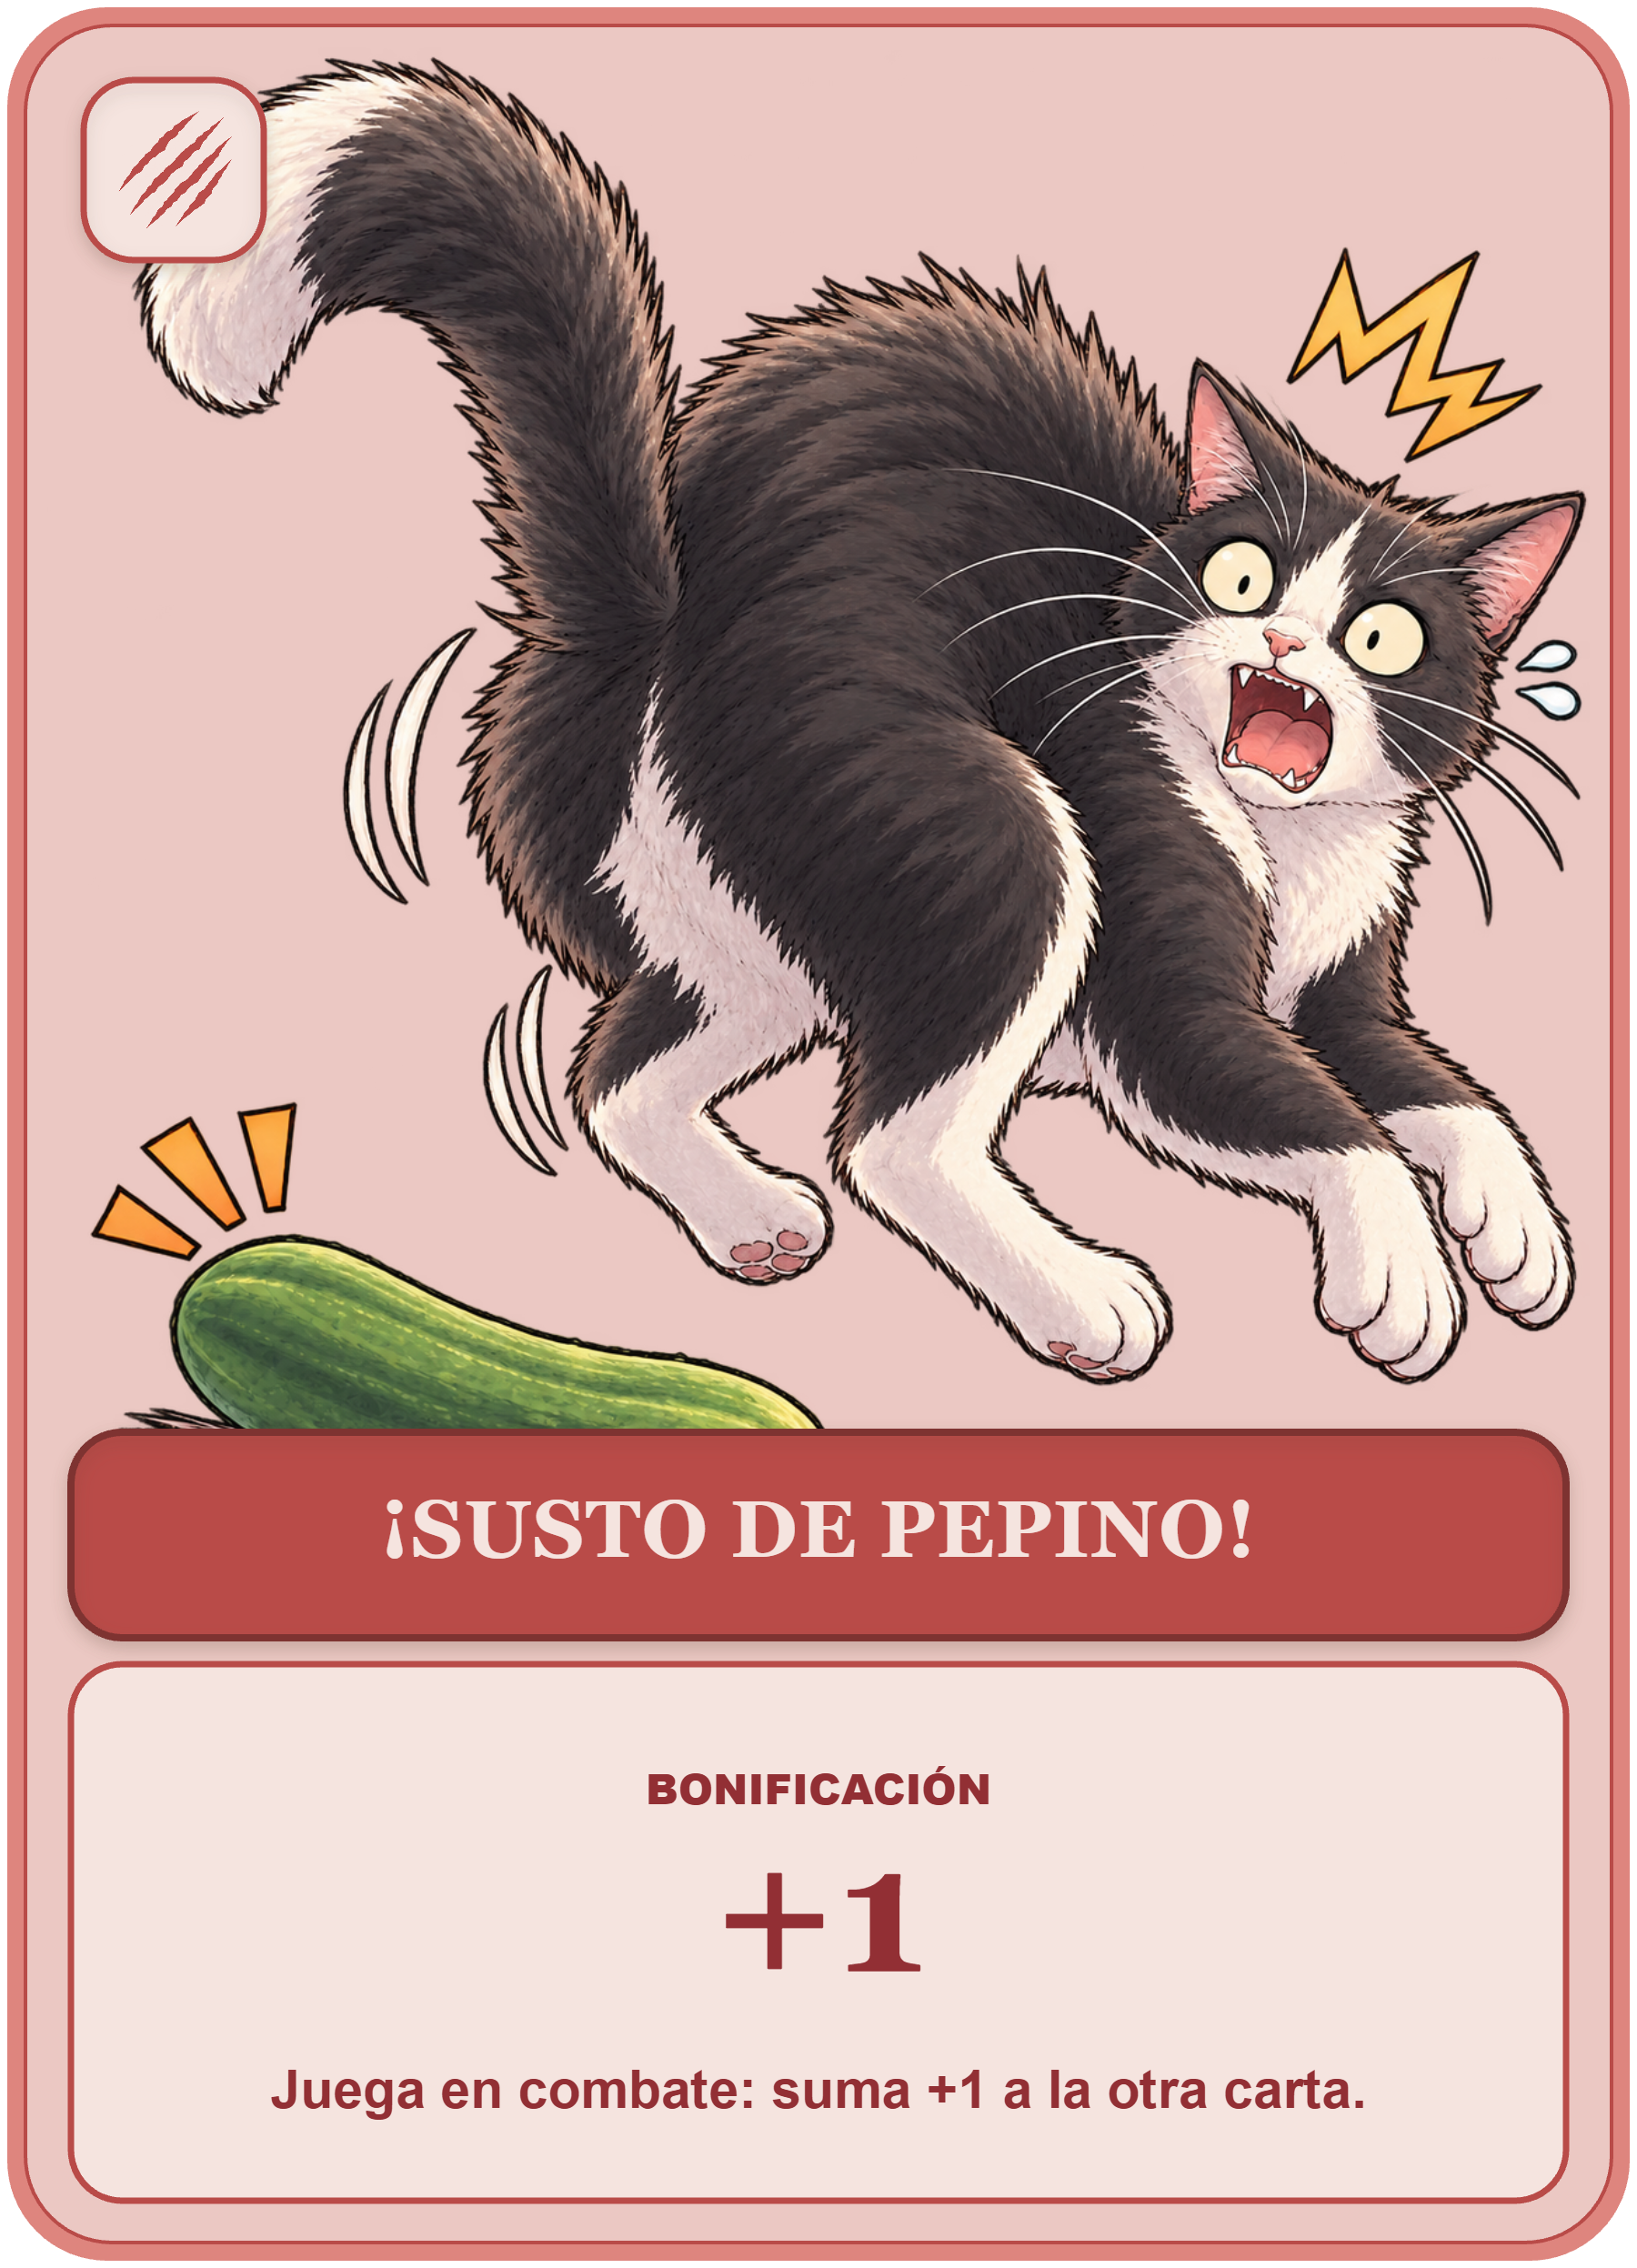 ¡SUSTO DE PEPINO!
BONIFICACIÓN
+1
Juega en combate: suma +1 a la otra carta.